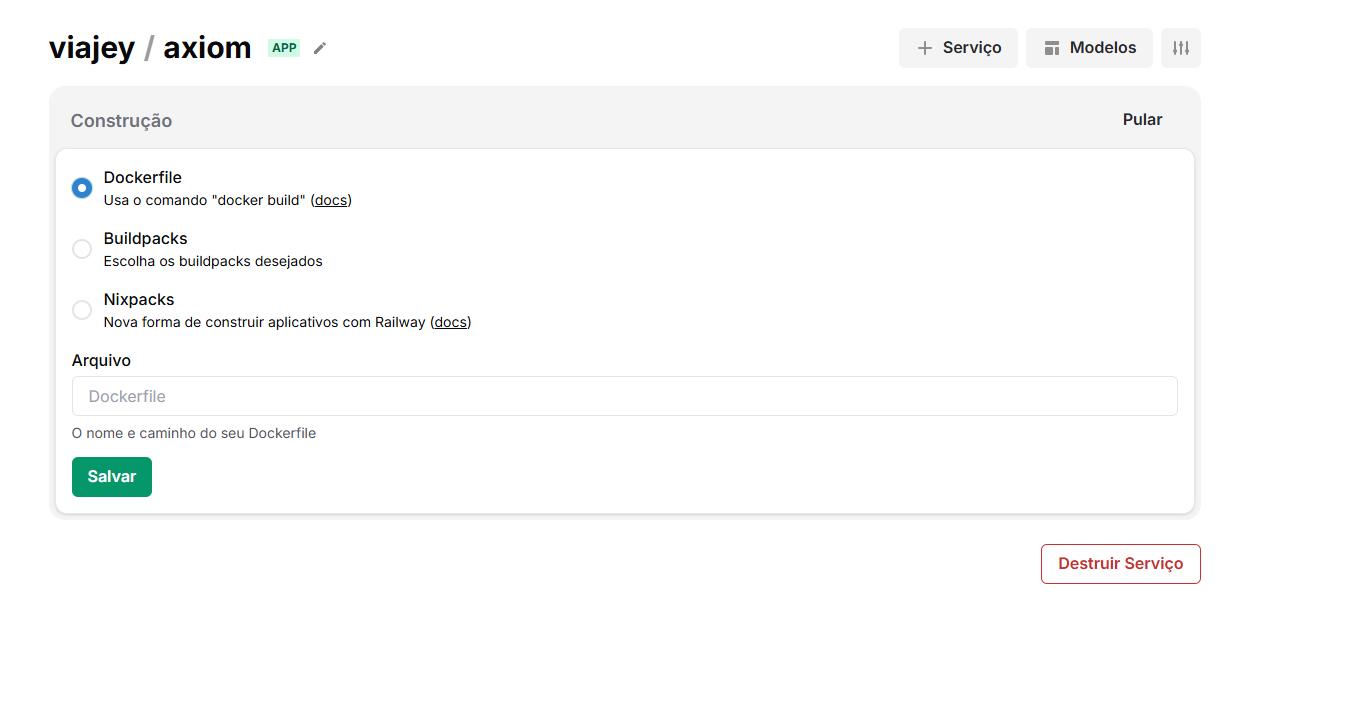 viajey / axiom APP
Serviço
Modelos
Construção
Pular
Dockerfile
Usa o comando "docker build" (docs)
Buildpacks
Escolha os buildpacks desejados
Nixpacks
Nova forma de construir aplicativos com Railway (docs)
Arquivo
Dockerfile
O nome e caminho do seu Dockerfile
Salvar
Destruir Serviço